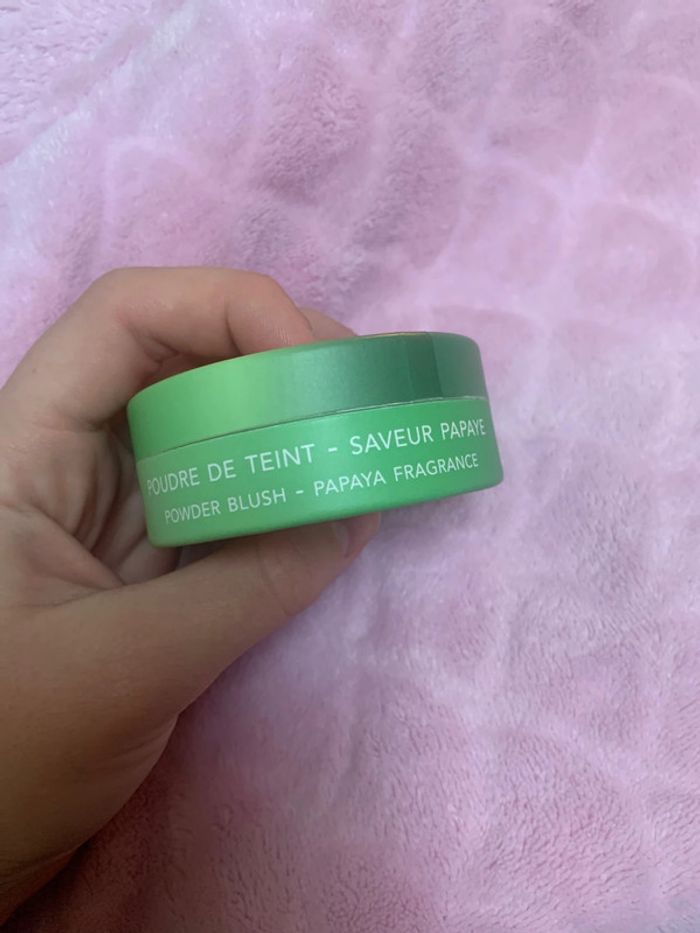 POUDRE DE TEINT - SAVEUR PAPAYE
POWDER BLUSH - PAPAYA FRAGRANCE